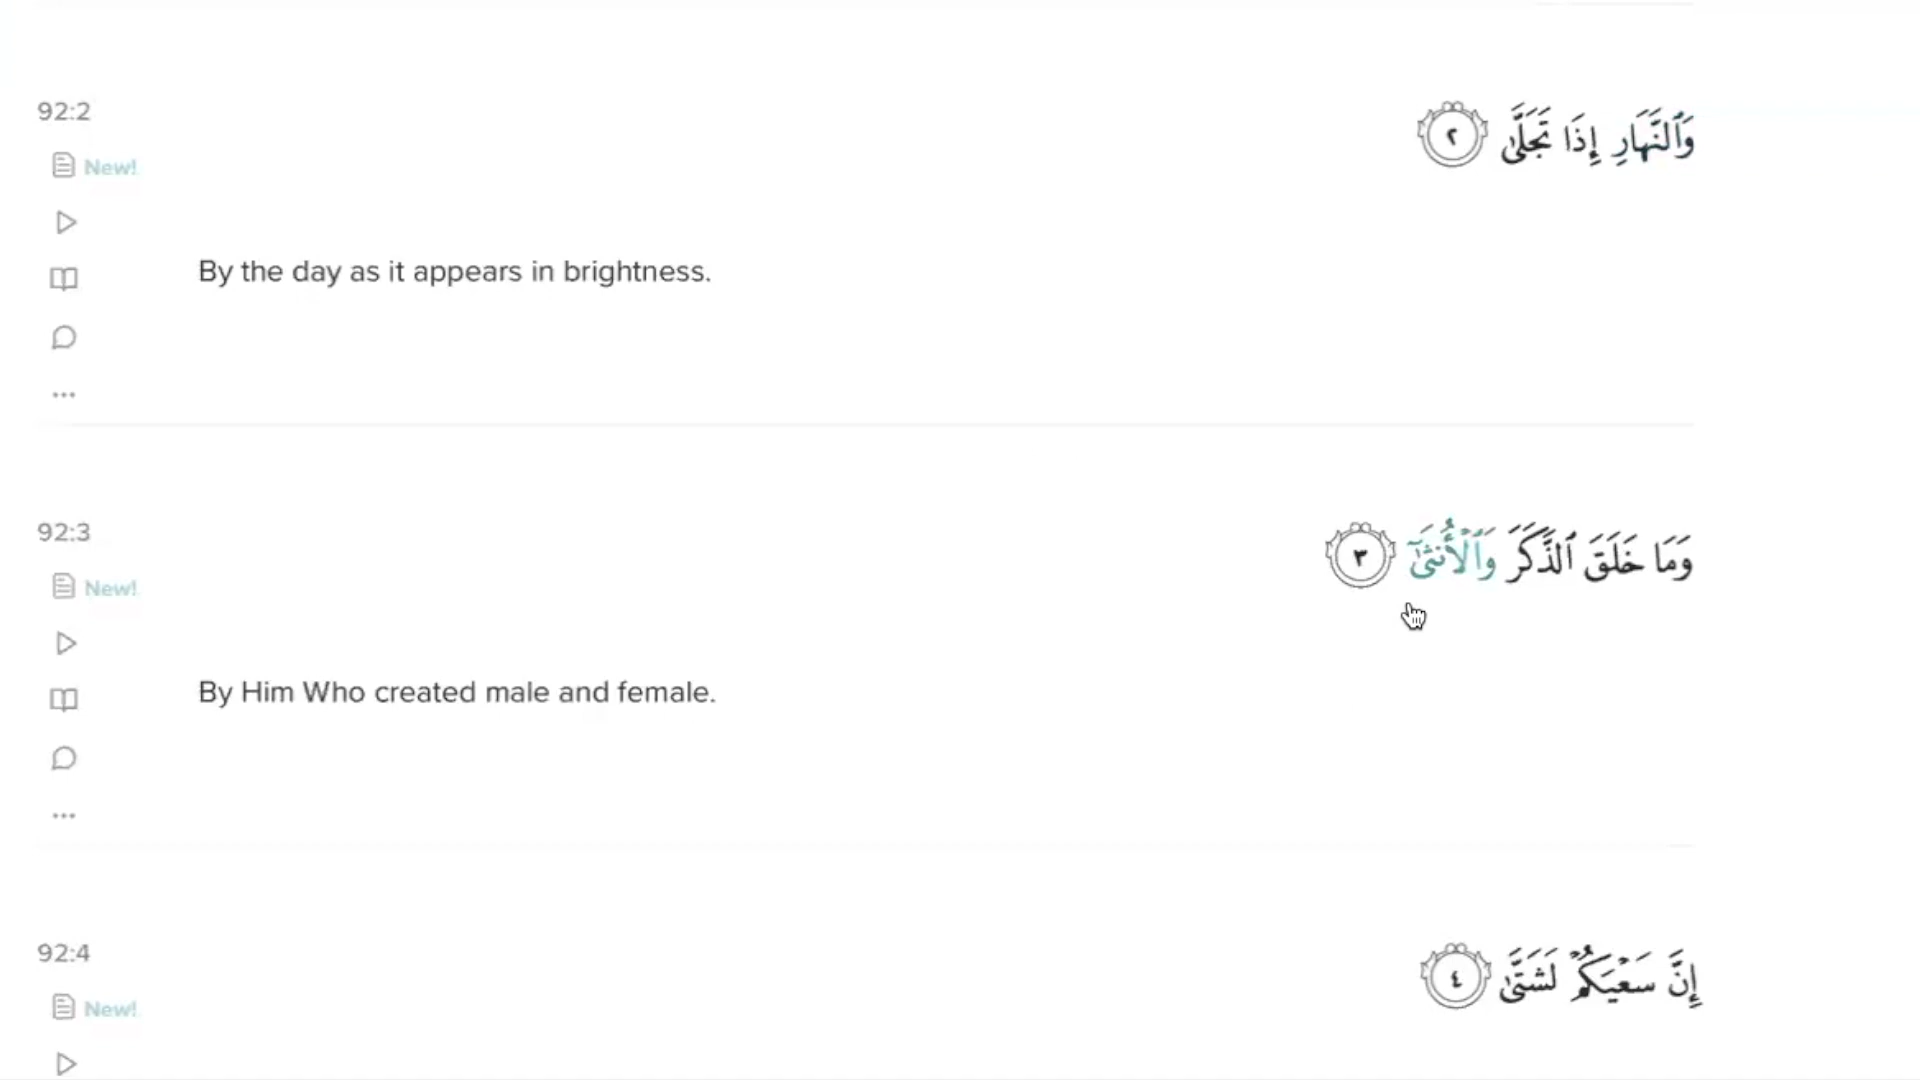 92:2
وَٱلنَّهَارِ إِذَا تَجَلَّىٰ ٢
New!
By the day as it appears in brightness.
92:3
وَمَا خَلَقَ ٱلذَّكَرَ وَٱلْأُنثَىٰٓ ٣
New!
By Him Who created male and female.
92:4
إِنَّ سَعْيَكُمْ لَشَتَّىٰ ٤
New!